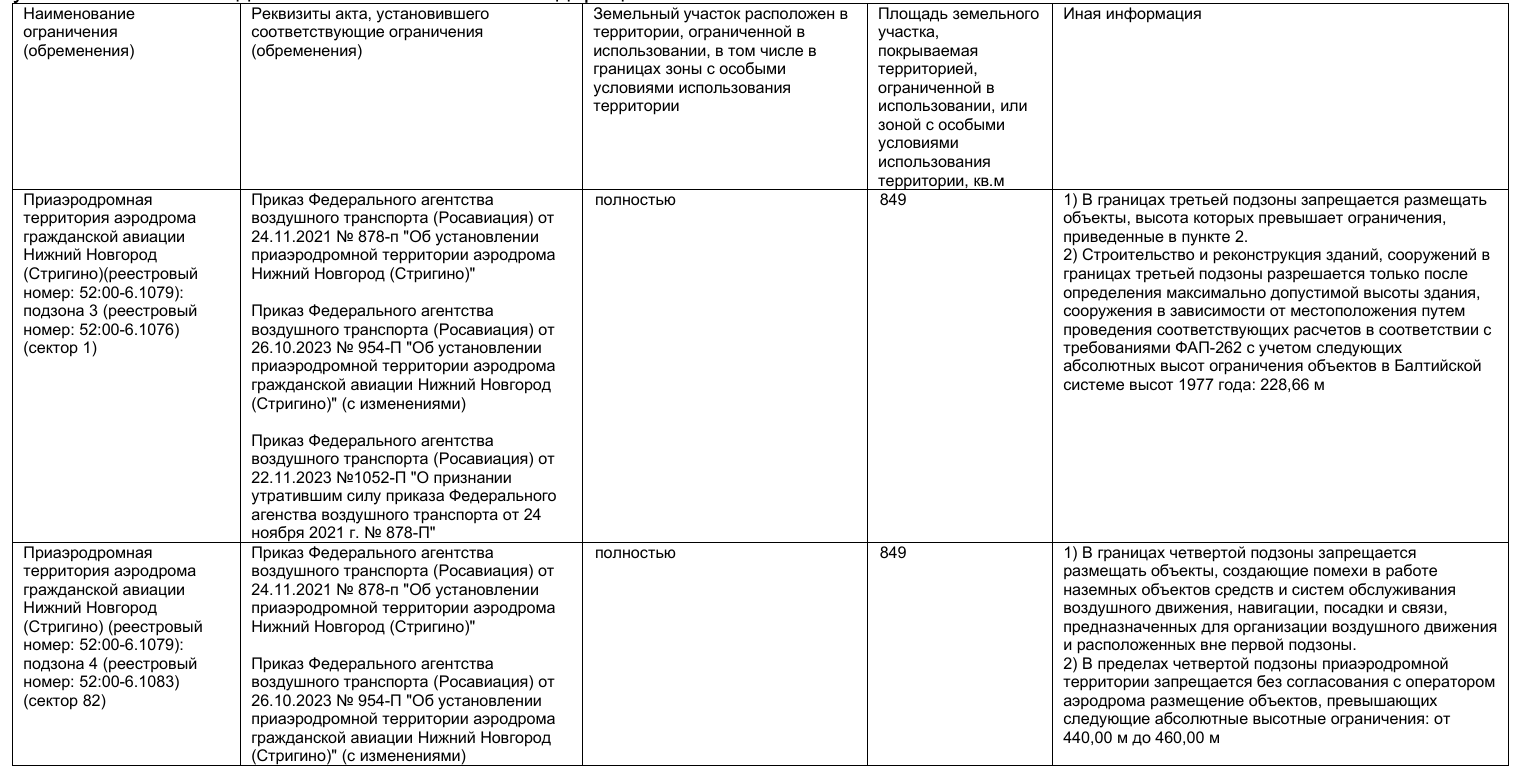 Наименование
ограничения
(обременения)
Реквизиты акта, установившего
соответствующие ограничения
(обременения)
Земельный участок расположен в
территории, ограниченной в
использовании, в том числе в
границах зоны с особыми
условиями использования
территории
Площадь земельного
участка,
покрываемая
территорией,
ограниченной в
использовании, или
зоной с особыми
условиями
использования
территории, кв.м
Иная информация
Приаэродромная
территория аэродрома
гражданской авиации
Нижний Новгород
(Стригино)(реестровый
номер: 52:00-6.1079):
подзона 3 (реестровый
номер: 52:00-6.1076)
(сектор 1)
Приказ Федерального агентства
воздушного транспорта (Росавиация) от
24.11.2021 № 878-п "Об установлении
приаэродромной территории аэродрома
Нижний Новгород (Стригино)"
Приказ Федерального агентства
воздушного транспорта (Росавиация) от
26.10.2023 № 954-П "Об установлении
приаэродромной территории аэродрома
гражданской авиации Нижний Новгород
(Стригино)" (с изменениями)
Приказ Федерального агентства
воздушного транспорта (Росавиация) от
22.11.2023 №1052-П "О признании
утратившим силу приказа Федерального
агенства воздушного транспорта от 24
ноября 2021 г. № 878-П"
полностью
849
1) В границах третьей подзоны запрещается размещать
объекты, высота которых превышает ограничения,
приведенные в пункте 2.
2) Строительство и реконструкция зданий, сооружений в
границах третьей подзоны разрешается только после
определения максимально допустимой высоты здания,
сооружения в зависимости от местоположения путем
проведения соответствующих расчетов в соответствии с
требованиями ФАП-262 с учетом следующих
абсолютных высот ограничения объектов в Балтийской
системе высот 1977 года: 228,66 м
Приаэродромная
территория аэродрома
гражданской авиации
Нижний Новгород
(Стригино) (реестровый
номер: 52:00-6.1079):
подзона 4 (реестровый
номер: 52:00-6.1083)
(сектор 82)
Приказ Федерального агентства
воздушного транспорта (Росавиация) от
24.11.2021 № 878-п "Об установлении
приаэродромной территории аэродрома
Нижний Новгород (Стригино)"
Приказ Федерального агентства
воздушного транспорта (Росавиация) от
26.10.2023 № 954-П "Об установлении
приаэродромной территории аэродрома
гражданской авиации Нижний Новгород
(Стригино)" (с изменениями)
полностью
849
1) В границах четвертой подзоны запрещается
размещать объекты, создающие помехи в работе
наземных объектов средств и систем обслуживания
воздушного движения, навигации, посадки и связи,
предназначенных для организации воздушного движения
и расположенных вне первой подзоны.
2) В пределах четвертой подзоны приаэродромной
территории запрещается без согласования с оператором
аэродрома размещение объектов, превышающих
следующие абсолютные высотные ограничения: от
440,00 м до 460,00 м